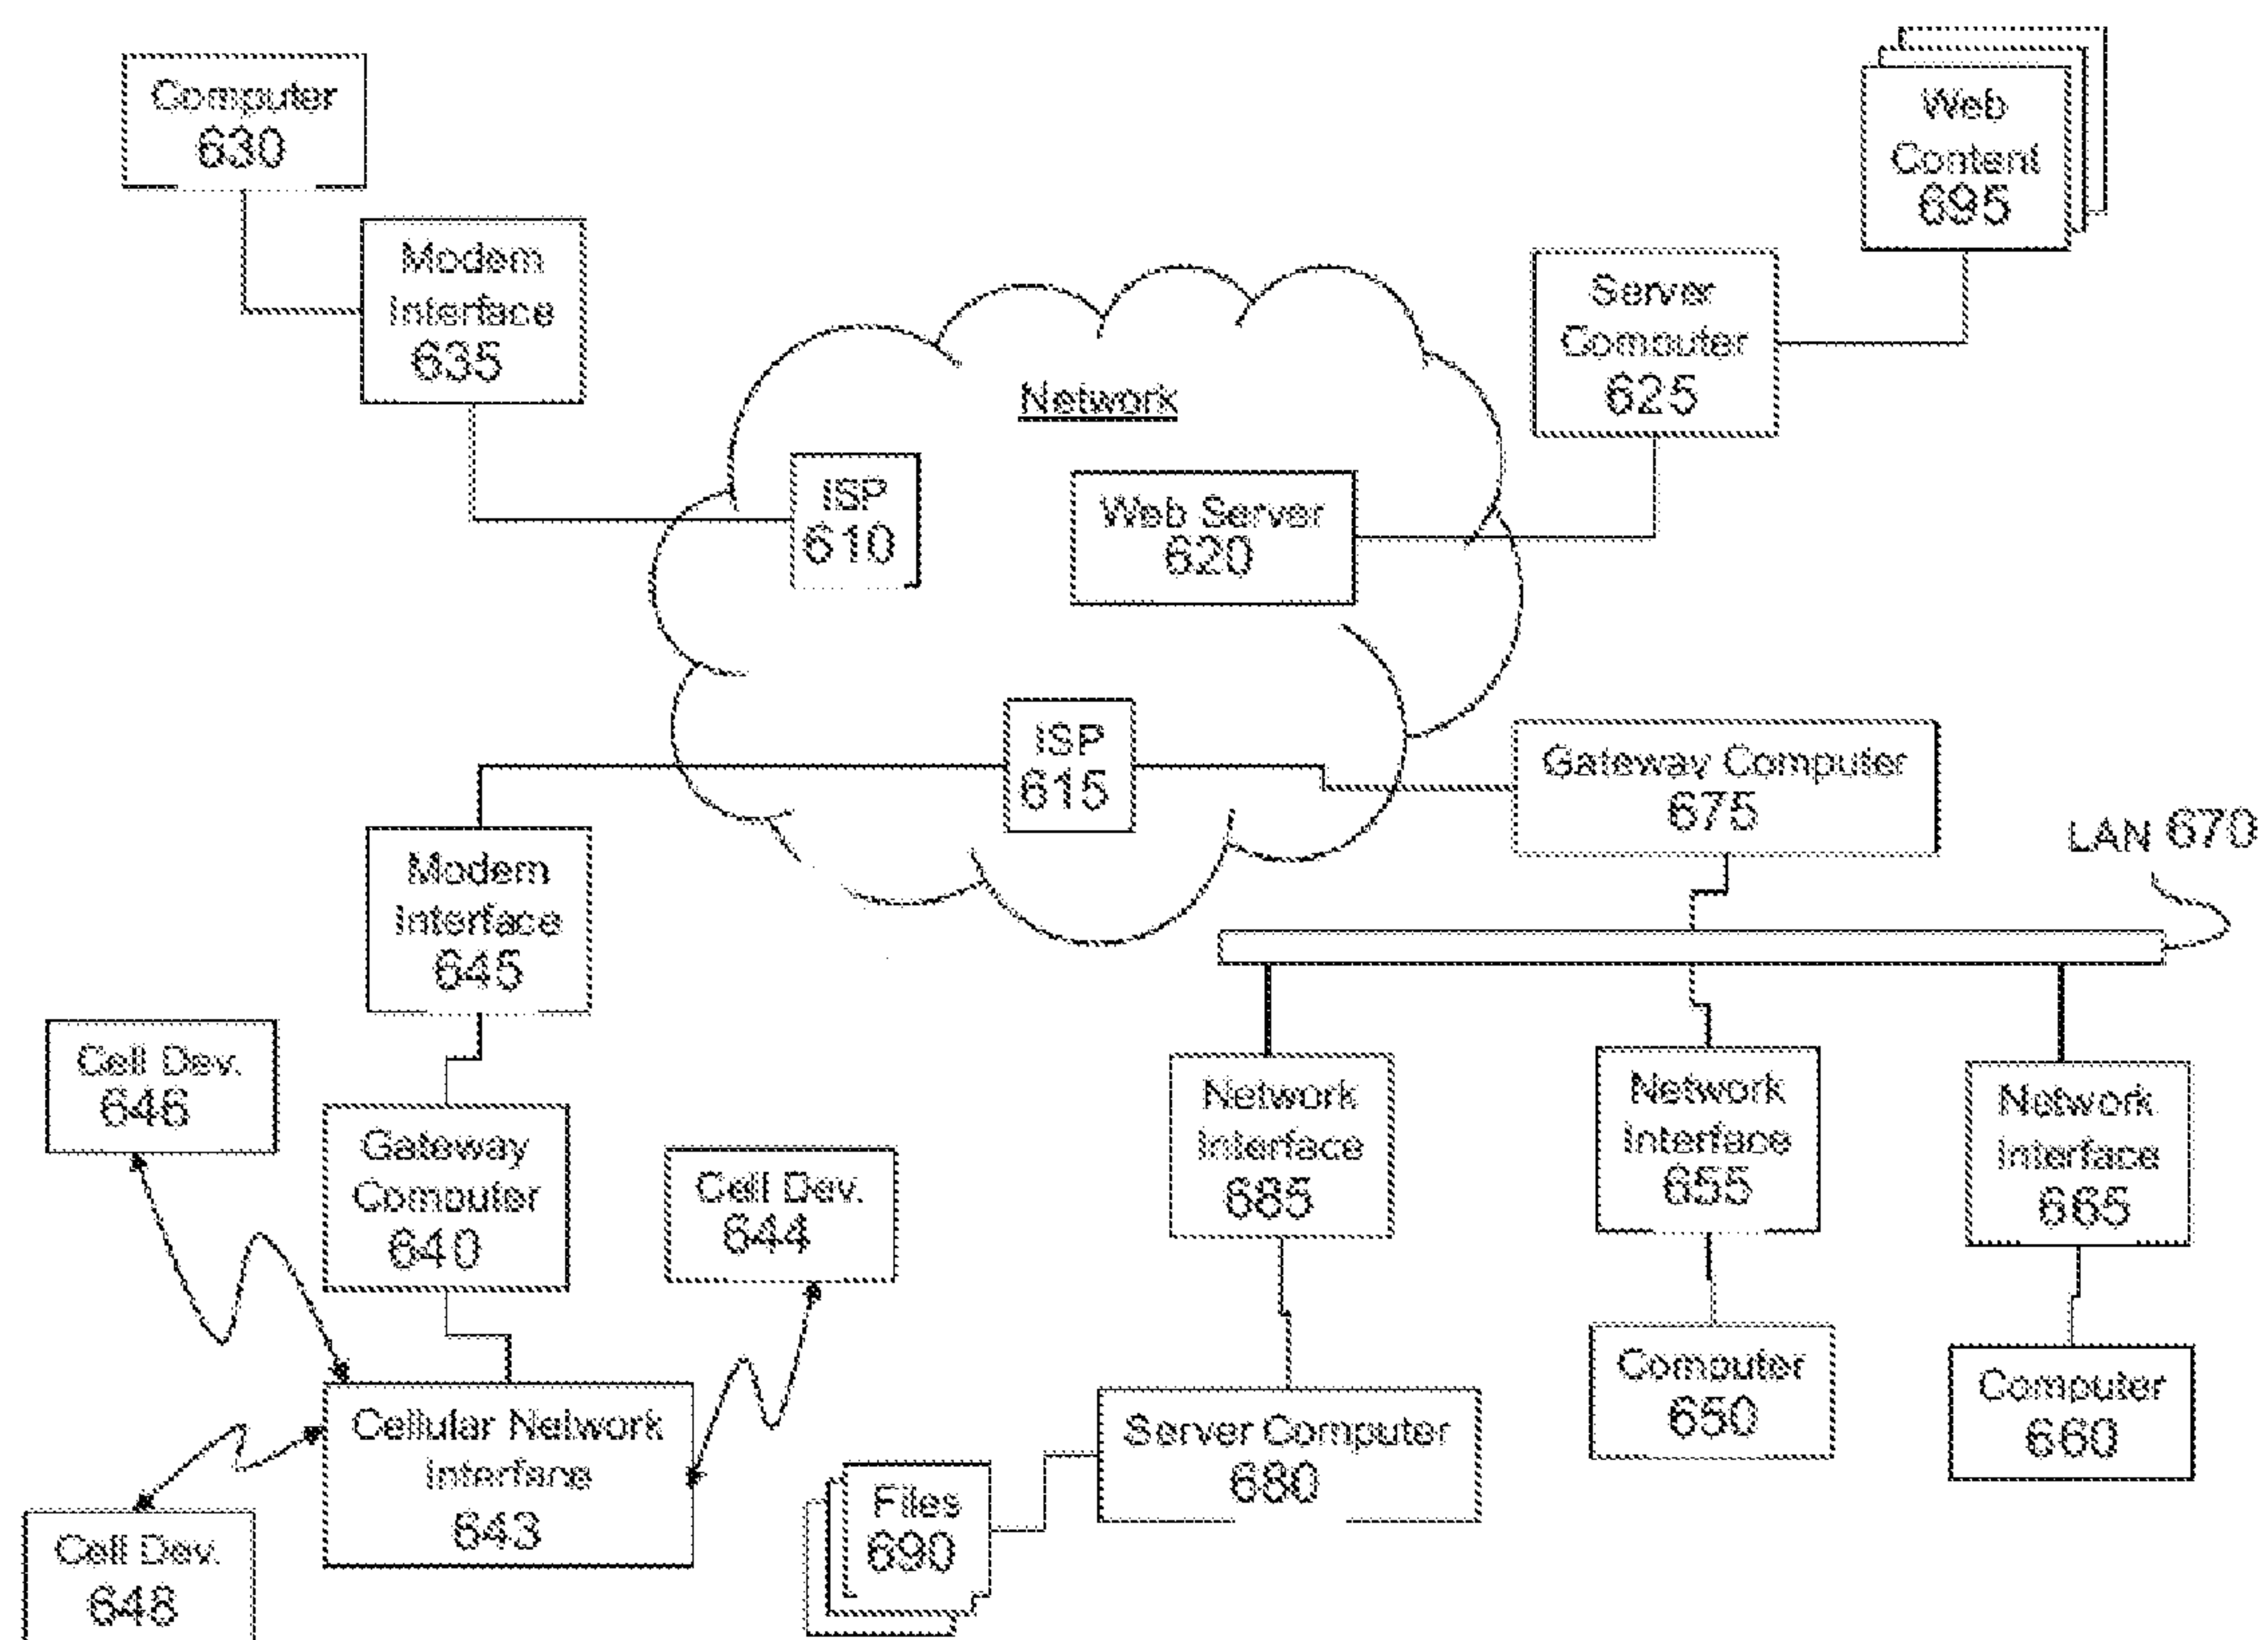 Computer
630
Modem
Interface
635
Web
Content
695
Server
Computer
625
Network
ISP
610
Web Server
620
ISP
615
Gateway Computer
675
LAN 670
Modem
Interface
645
Cell Dev.
646
Gateway
Computer
640
Cell Dev.
644
Network
Interface
685
Network
Interface
655
Network
Interface
665
Cellular Network
Interface
643
Cell Dev.
648
Files
690
Server Computer
680
Computer
650
Computer
660